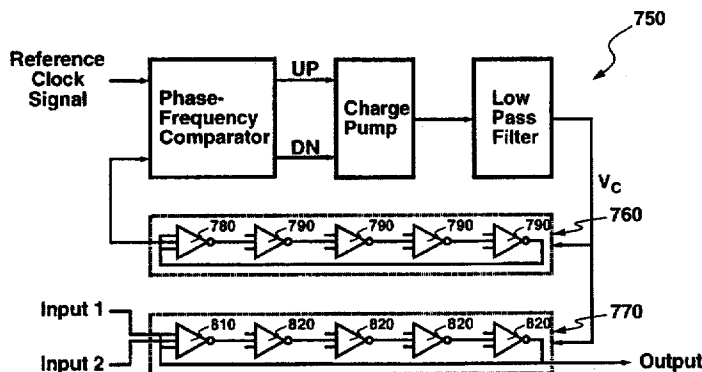 750
Reference
Clock
Signal
Phase-
Frequency
Comparator
UP
DN
Charge
Pump
Low
Pass
Filter
VC
780
790
790
790
790
760
Input 1
Input 2
810
820
820
820
820
770
Output